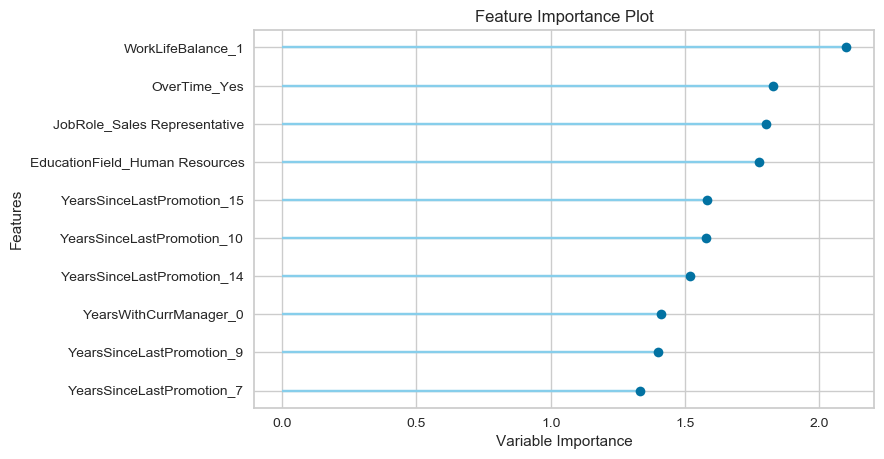 Feature Importance Plot
WorkLifeBalance_1
OverTime_Yes
JobRole_Sales Representative
EducationField_Human Resources
YearsSinceLastPromotion_15
YearsSinceLastPromotion_10
YearsSinceLastPromotion_14
YearsWithCurrManager_0
YearsSinceLastPromotion_9
YearsSinceLastPromotion_7
Features
0.0 0.5 1.0 1.5 2.0
Variable Importance